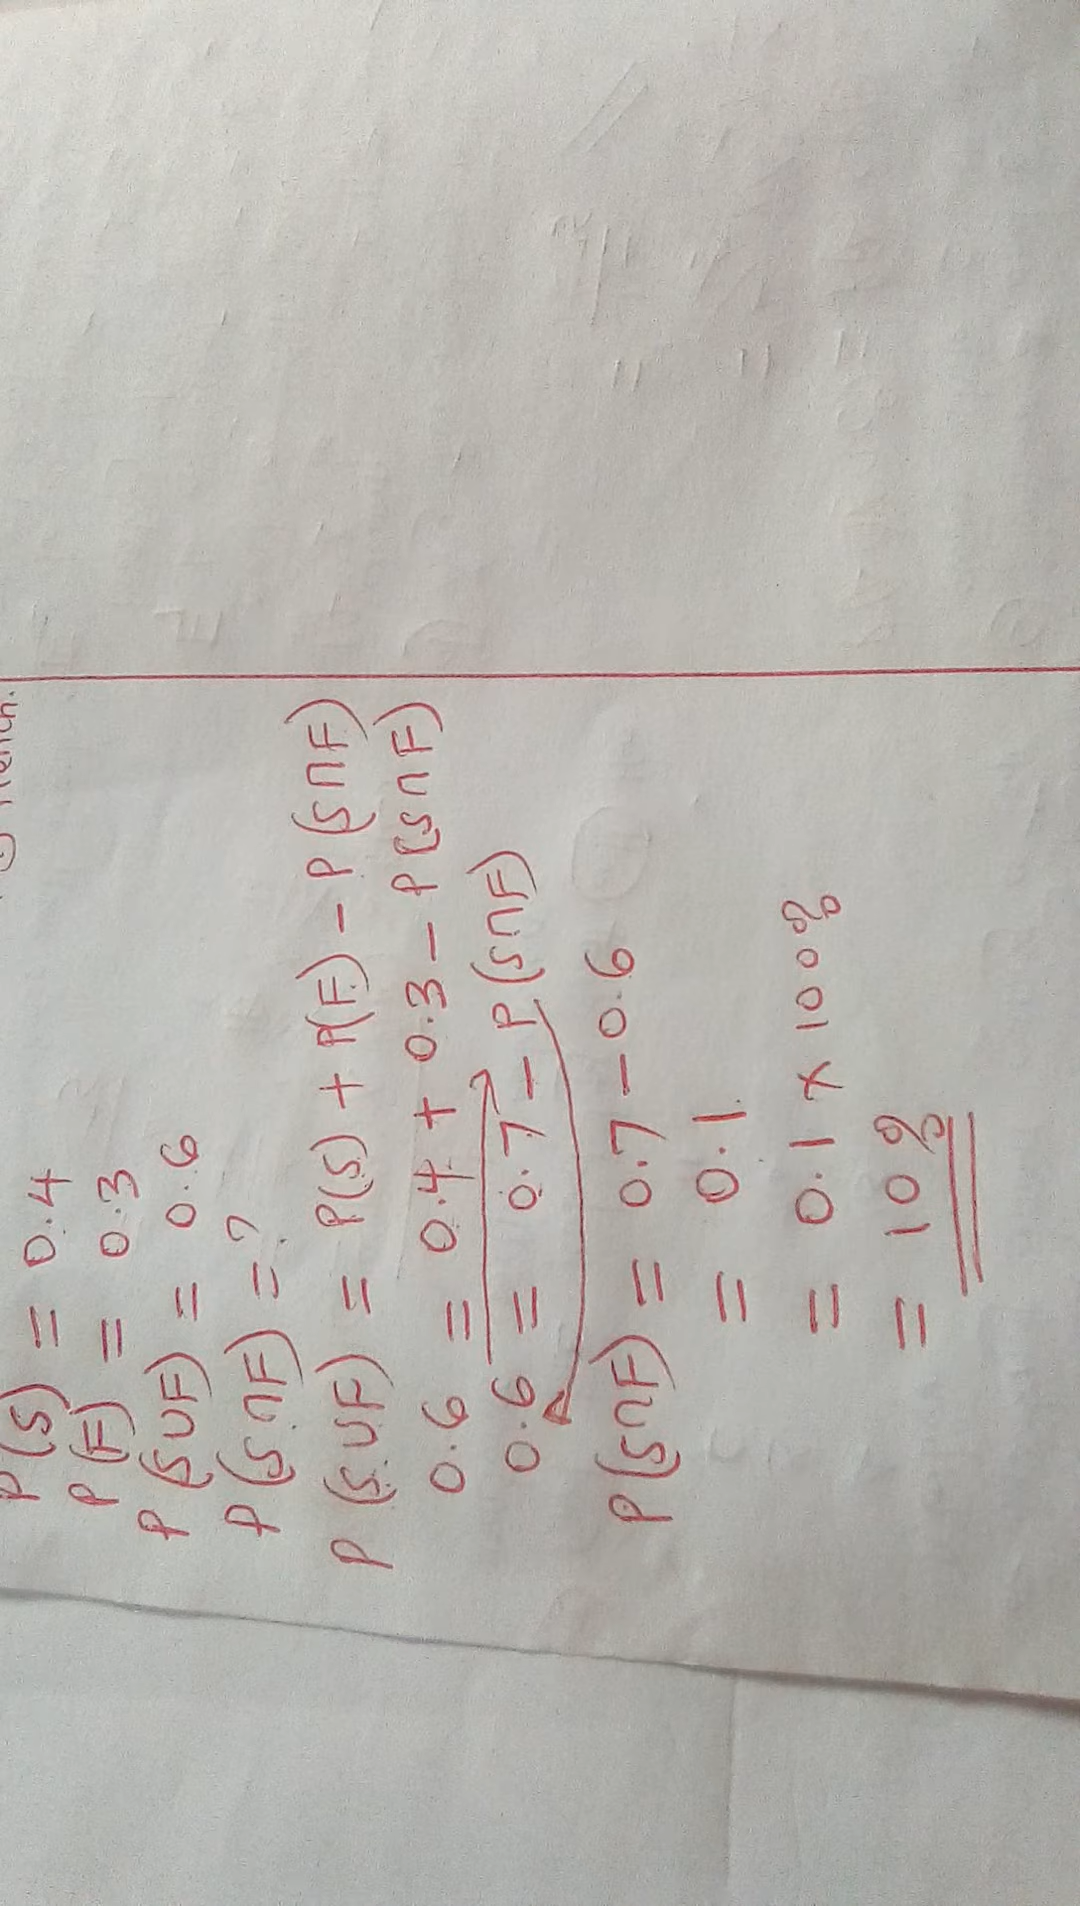 P(S) = 0.4
P(F) = 0.3
P(S∪F) = 0.6
P(S∩F) = ?
P(S∪F) = P(S) + P(F) - P(S∩F)
0.6 = 0.4 + 0.3 - P(S∩F)
0.6 = 0.7 - P(S∩F)
P(S∩F) = 0.7 - 0.6
= 0.1
= 0.1 x 100%
= 10%